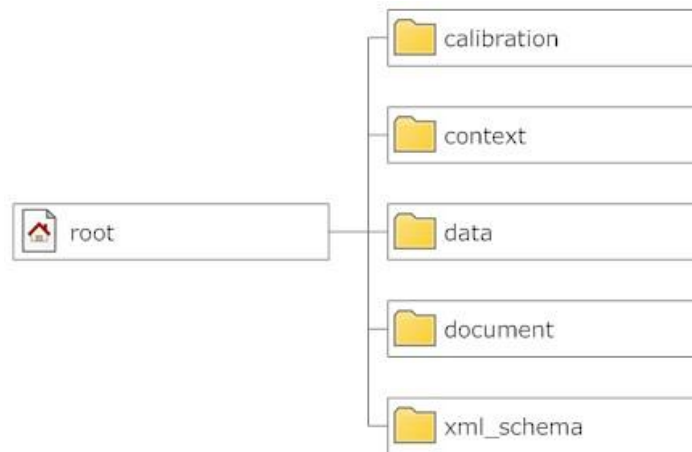 root
calibration
context
data
document
xml_schema